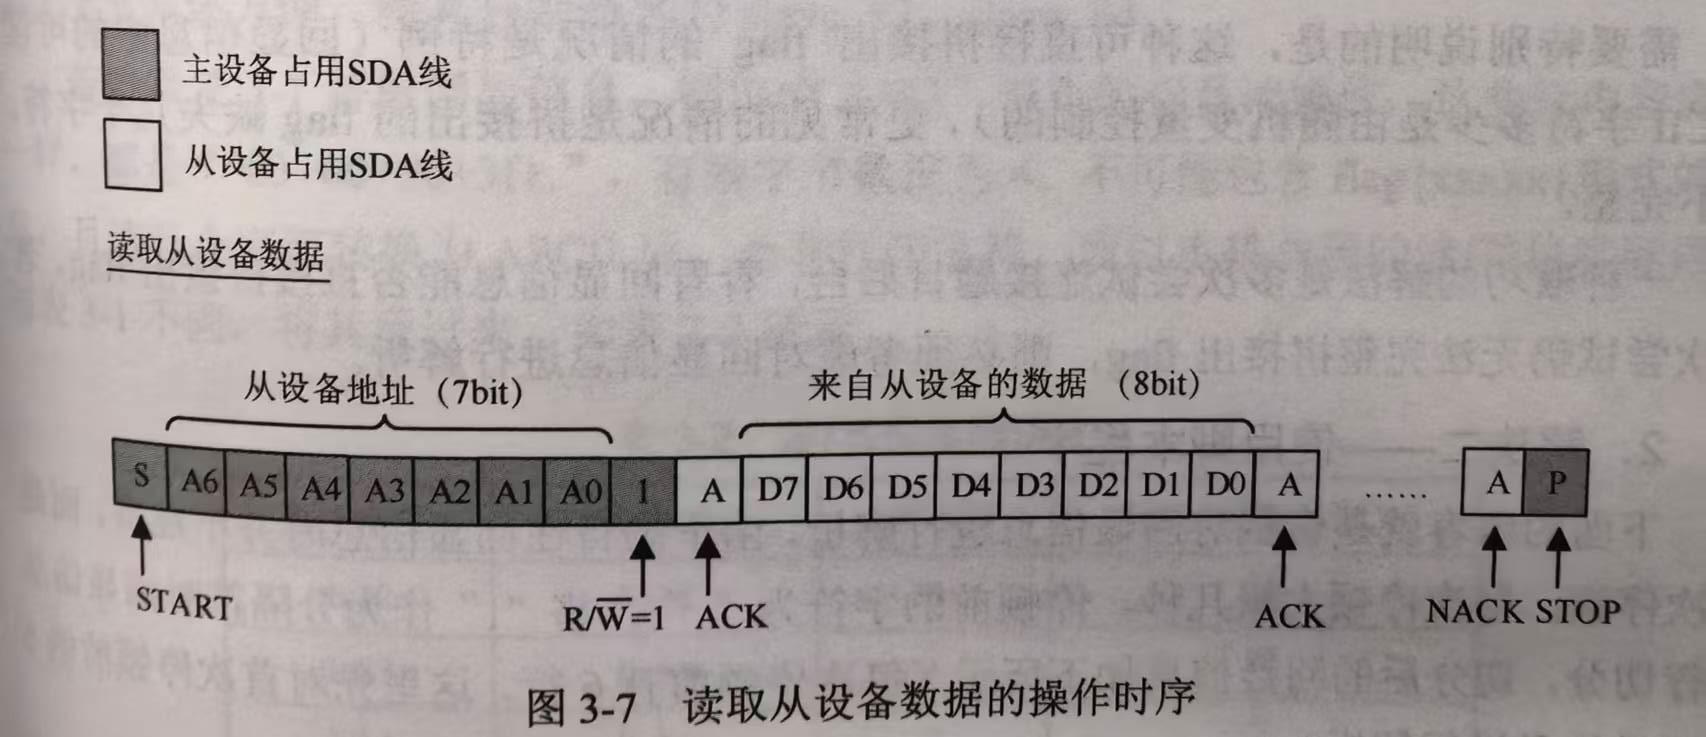 主设备占用SDA线
从设备占用SDA线
读取从设备数据
从设备地址（7bit） 来自从设备的数据（8bit）
S A6 A5 A4 A3 A2 A1 A0 1 A D7 D6 D5 D4 D3 D2 D1 D0 A …… A P
START R/W̅=1 ACK ACK NACK STOP
图 3-7 读取从设备数据的操作时序